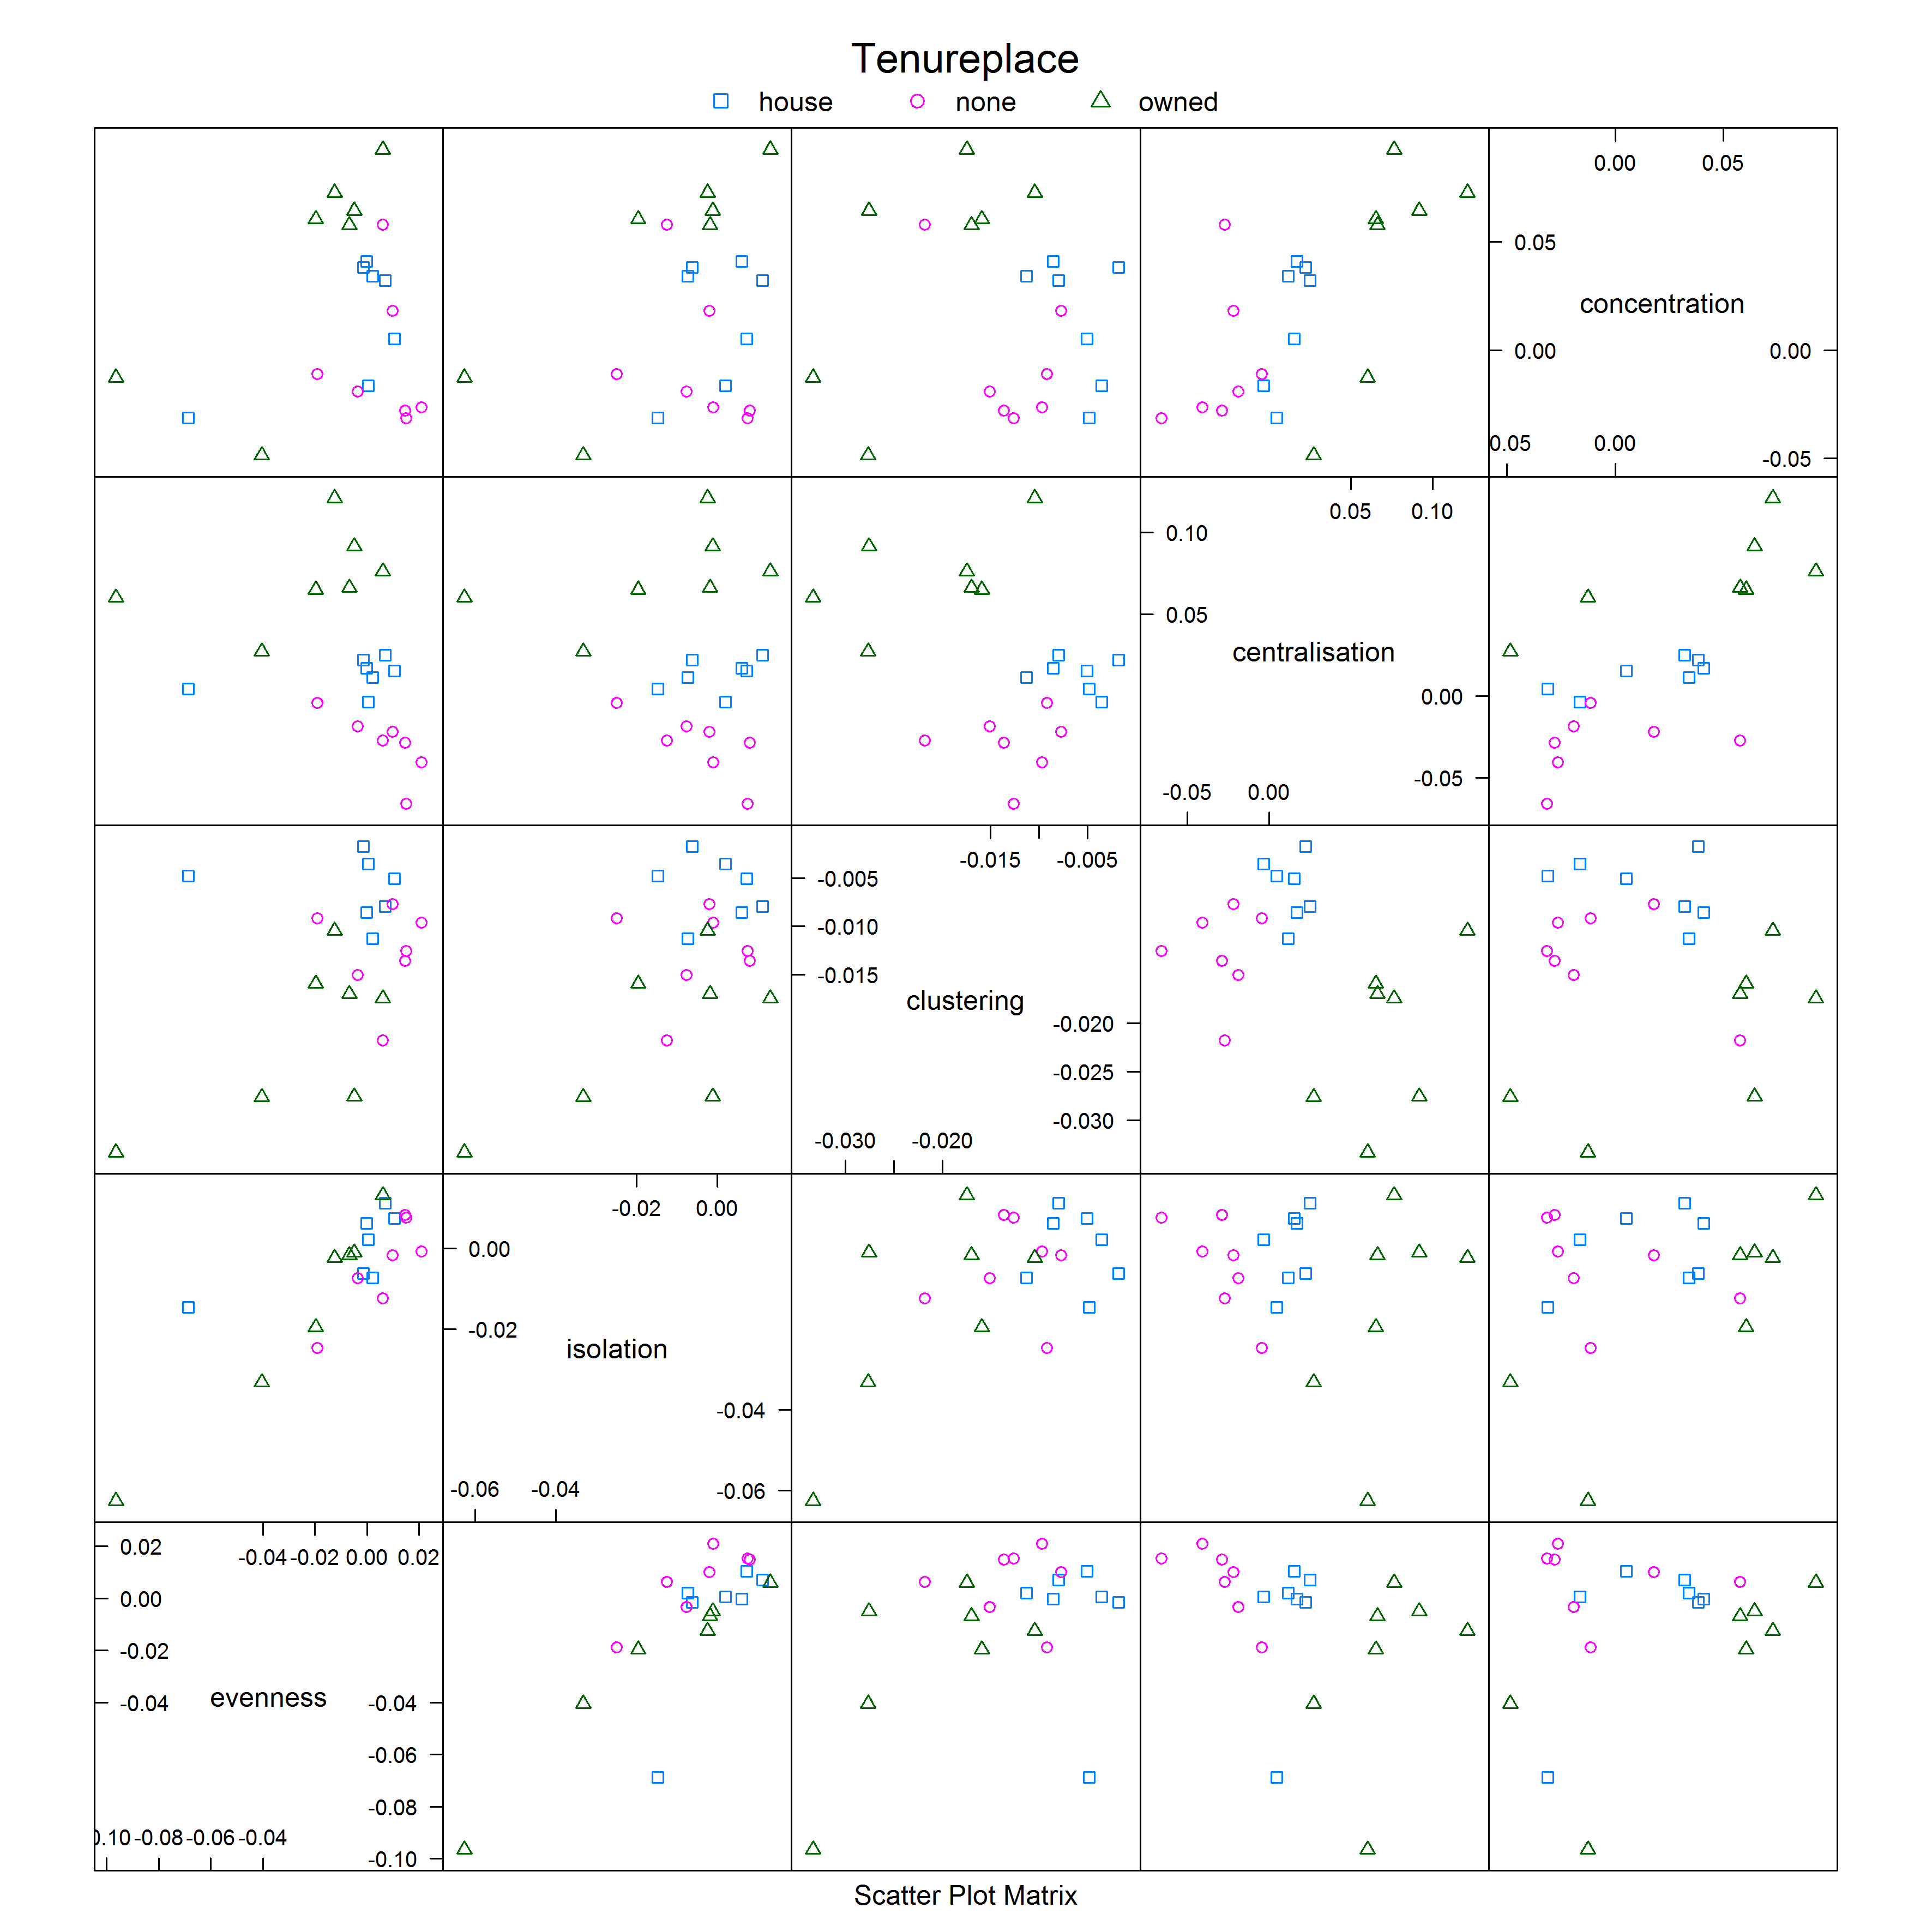 Tenureplace
house none owned
0.00 0.05
0.05
concentration
0.00 0.00
0.05 0.00 -0.05
0.05 0.10
0.10
0.05
centralisation
0.00
-0.05
-0.05 0.00
-0.015 -0.005
-0.005
-0.010
-0.015
clustering
-0.020
-0.025
-0.030
-0.030 -0.020
-0.02 0.00
0.00
-0.02
isolation
-0.04
-0.06 -0.04 -0.06
0.02 -0.04 -0.02 0.00 0.02
0.00
-0.02
evenness
-0.04 -0.04
-0.06
-0.08
0.10 -0.08 -0.06 -0.04
-0.10
Scatter Plot Matrix